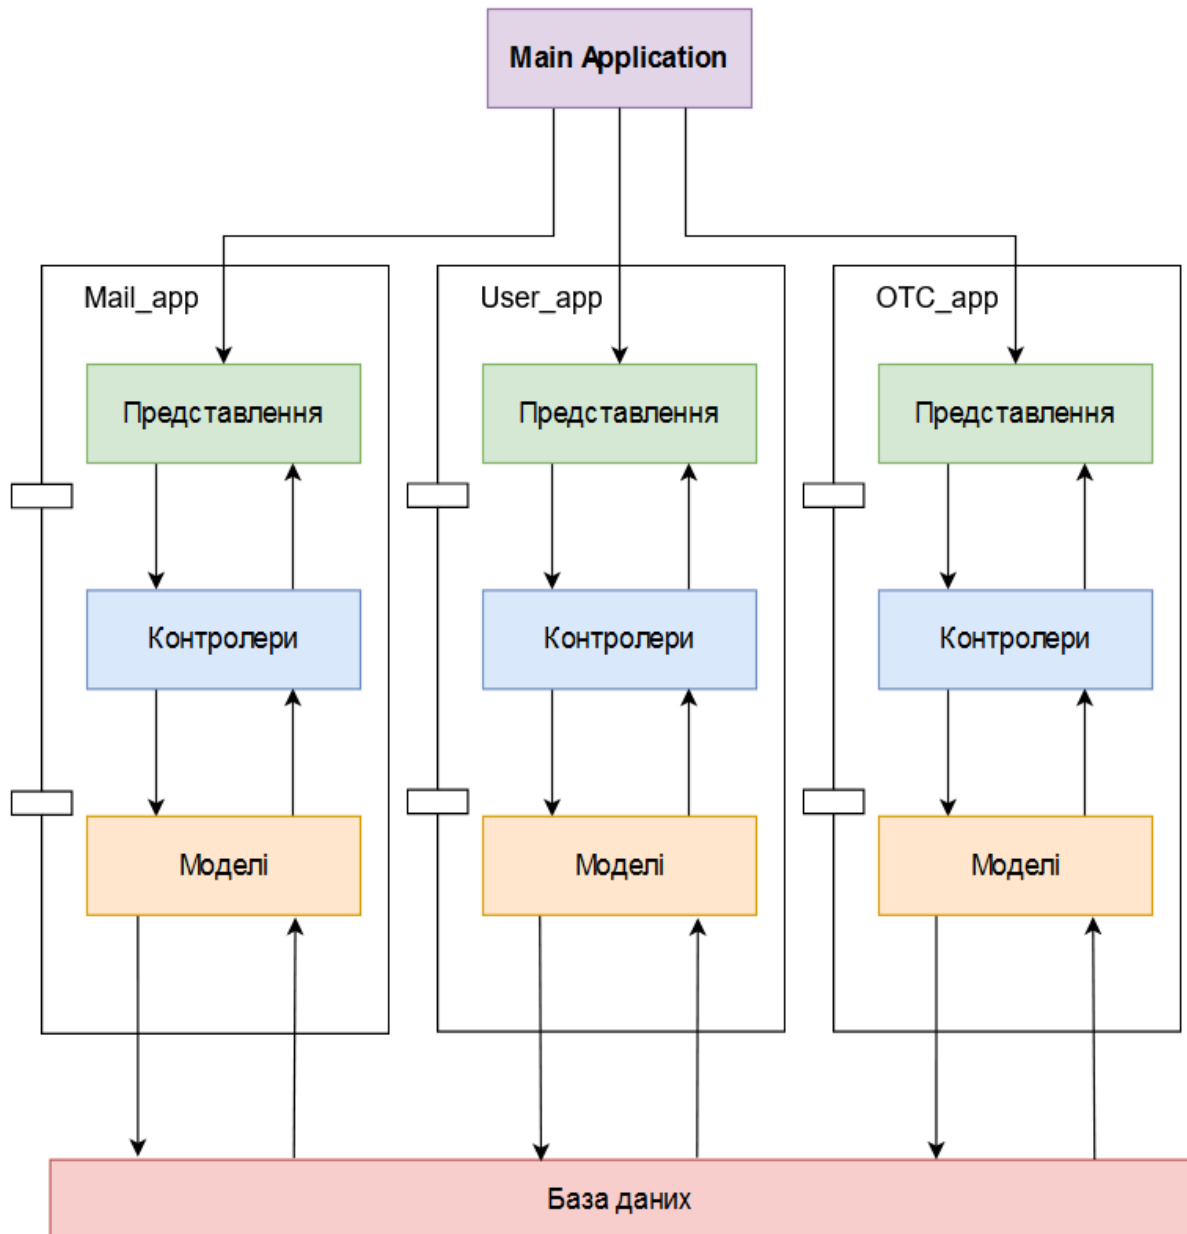 Main Application
Mail_app
User_app
OTC_app
Представлення
Представлення
Представлення
Контролери
Контролери
Контролери
Моделі
Моделі
Моделі
База даних